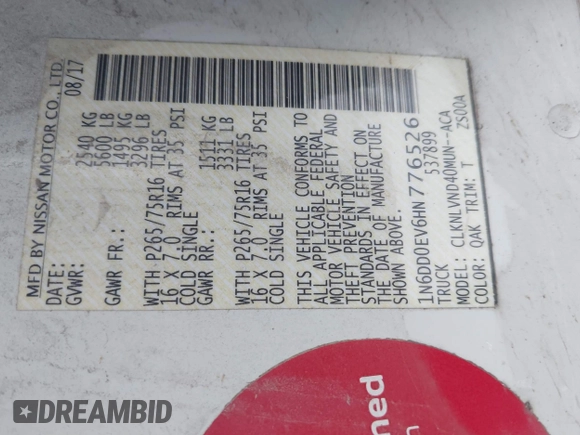 MFD BY NISSAN MOTOR CO., LTD.
DATE: 08/17
GVWR: 2540 KG
5600 LB
GAWR FR.: 1495 KG
3296 LB
WITH P265/75R16 TIRES
16 X 7.0 RIMS AT 35 PSI
COLD SINGLE
GAWR RR.: 1511 KG
3331 LB
WITH P265/75R16 TIRES
16 X 7.0 RIMS AT 35 PSI
COLD SINGLE
THIS VEHICLE CONFORMS TO
ALL APPLICABLE FEDERAL
MOTOR VEHICLE SAFETY AND
THEFT PREVENTION
STANDARDS IN EFFECT ON
THE DATE OF MANUFACTURE
SHOWN ABOVE.
1N6DD0EV6HN776526
TRUCK 537899
MODEL: CLKNLVND40MUN--ACA
COLOR: QAK TRIM: T ZS00A
ned
DREAMBID